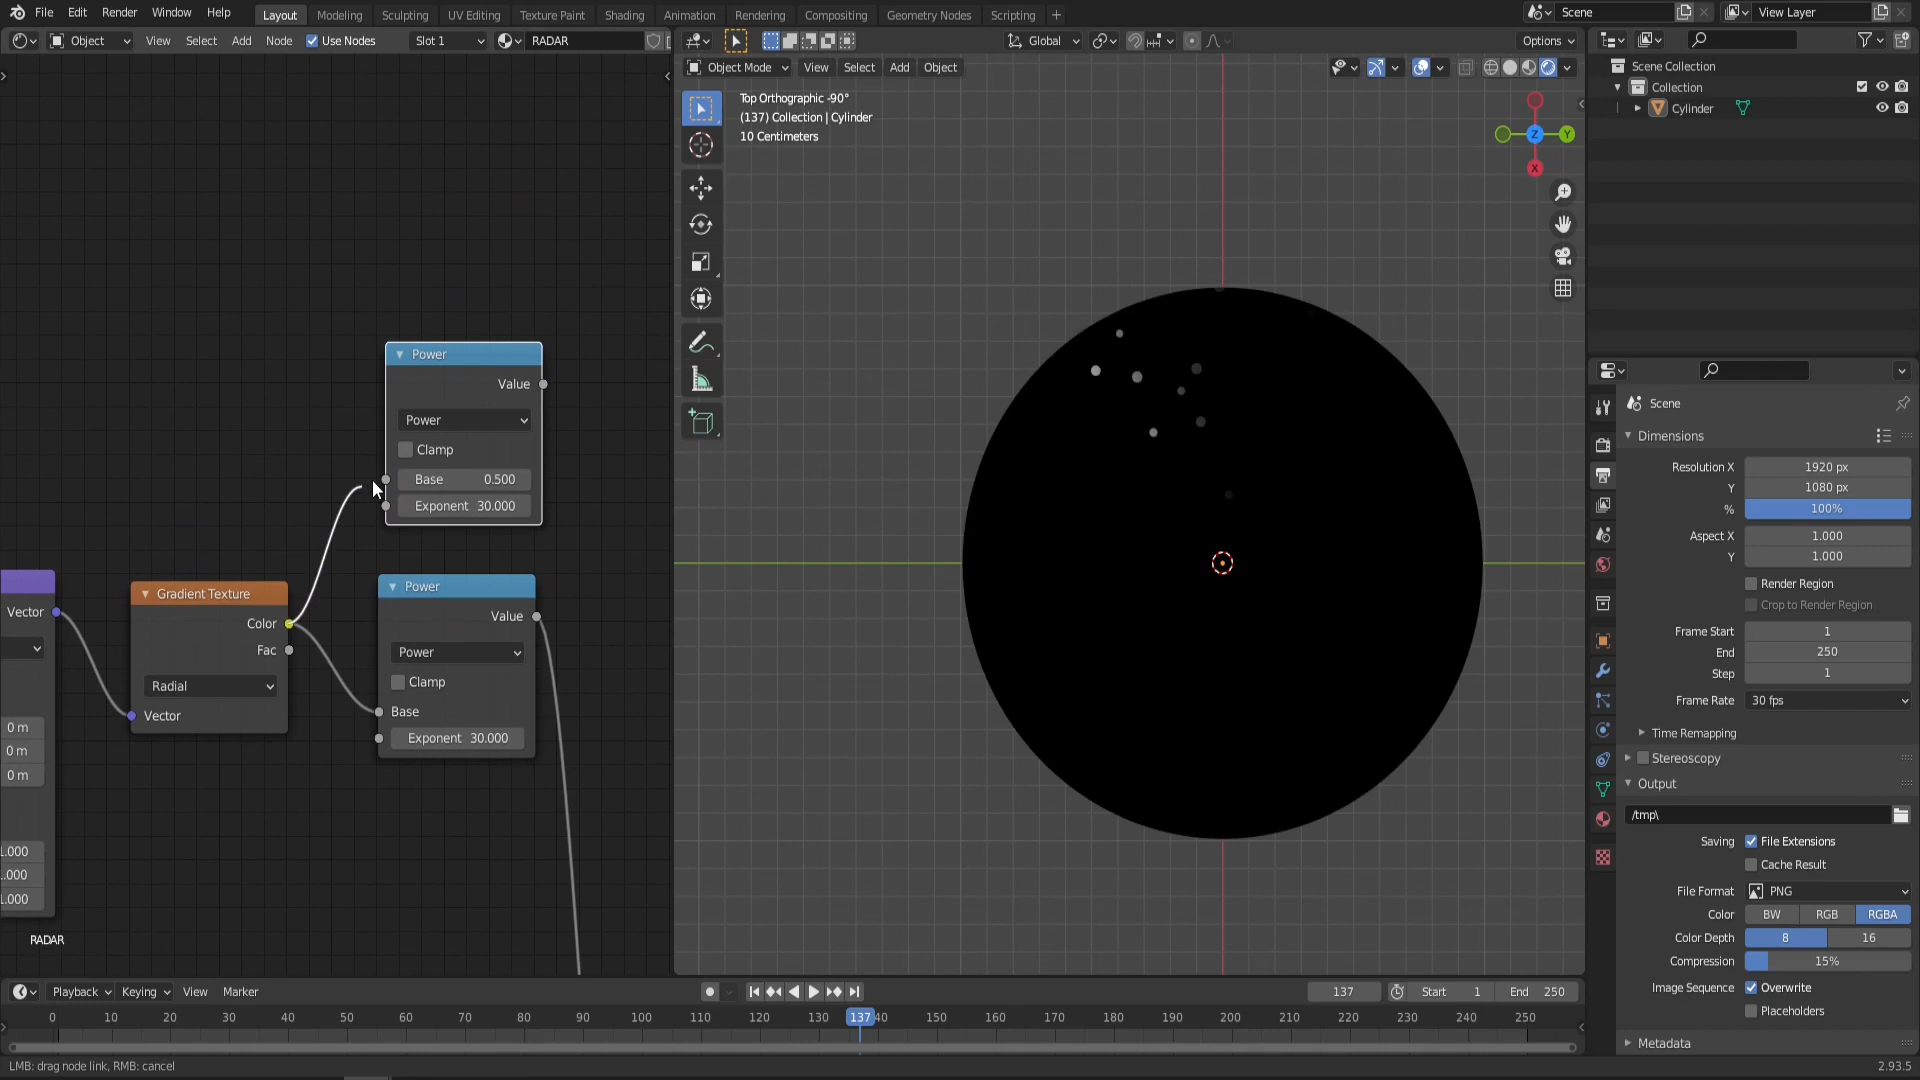 File Edit Render Window Help Layout Modeling Sculpting UV Editing Texture Paint Shading Animation Rendering Compositing Geometry Nodes Scripting + Scene View Layer
Object View Select Add Node Use Nodes Slot 1 RADAR Global Options
Object Mode View Select Add Object
Top Orthographic -90°
(137) Collection | Cylinder
10 Centimeters
Z Y X
Scene Collection
Collection
Cylinder
Power
Value
Power
Clamp
Base 0.500
Exponent 30.000
Vector
0 m
0 m
0 m
1.000
1.000
1.000
Gradient Texture
Color
Fac
Radial
Vector
Power
Value
Power
Clamp
Base
Exponent 30.000
RADAR
Scene
Dimensions
Resolution X 1920 px
Y 1080 px
% 100%
Aspect X 1.000
Y 1.000
Render Region
Crop to Render Region
Frame Start 1
End 250
Step 1
Frame Rate 30 fps
Time Remapping
Stereoscopy
Output
/tmp\
Saving File Extensions
Cache Result
File Format PNG
Color BW RGB RGBA
Color Depth 8 16
Compression 15%
Image Sequence Overwrite
Placeholders
Metadata
Playback Keying View Marker 137 Start 1 End 250
0 10 20 30 40 50 60 70 80 90 100 110 120 130 137 40 150 160 170 180 190 200 210 220 230 240 250
LMB: drag node link, RMB: cancel 2.93.5